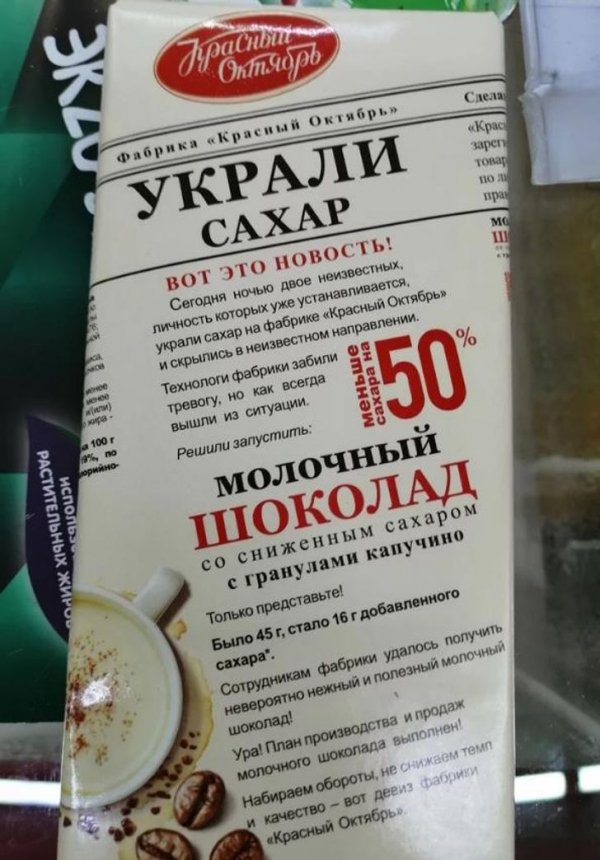 Красный
Октябрь
Фабрика «Красный Октябрь»
УКРАЛИ
САХАР
ВОТ ЭТО НОВОСТЬ!
Сегодня ночью двое неизвестных,
личность которых уже устанавливается,
украли сахар на фабрике «Красный Октябрь»
и скрылись в неизвестном направлении.
Технологи фабрики забили
тревогу, но как всегда
вышли из ситуации.
Решили запустить:
меньше
сахара на
50%
МОЛОЧНЫЙ
ШОКОЛАД
со сниженным сахаром
с гранулами капучино
Только представьте!
Было 45 г, стало 16 г добавленного
сахара*.
Сотрудникам фабрики удалось получить
невероятно нежный и полезный молочный
шоколад!
Ура! План производства и продаж
молочного шоколада выполнен!
Набираем обороты, не снижаем темп
и качество – вот девиз фабрики
«Красный Октябрь».
на 100 г
РАСТИТЕЛЬНЫХ ЖИРОВ